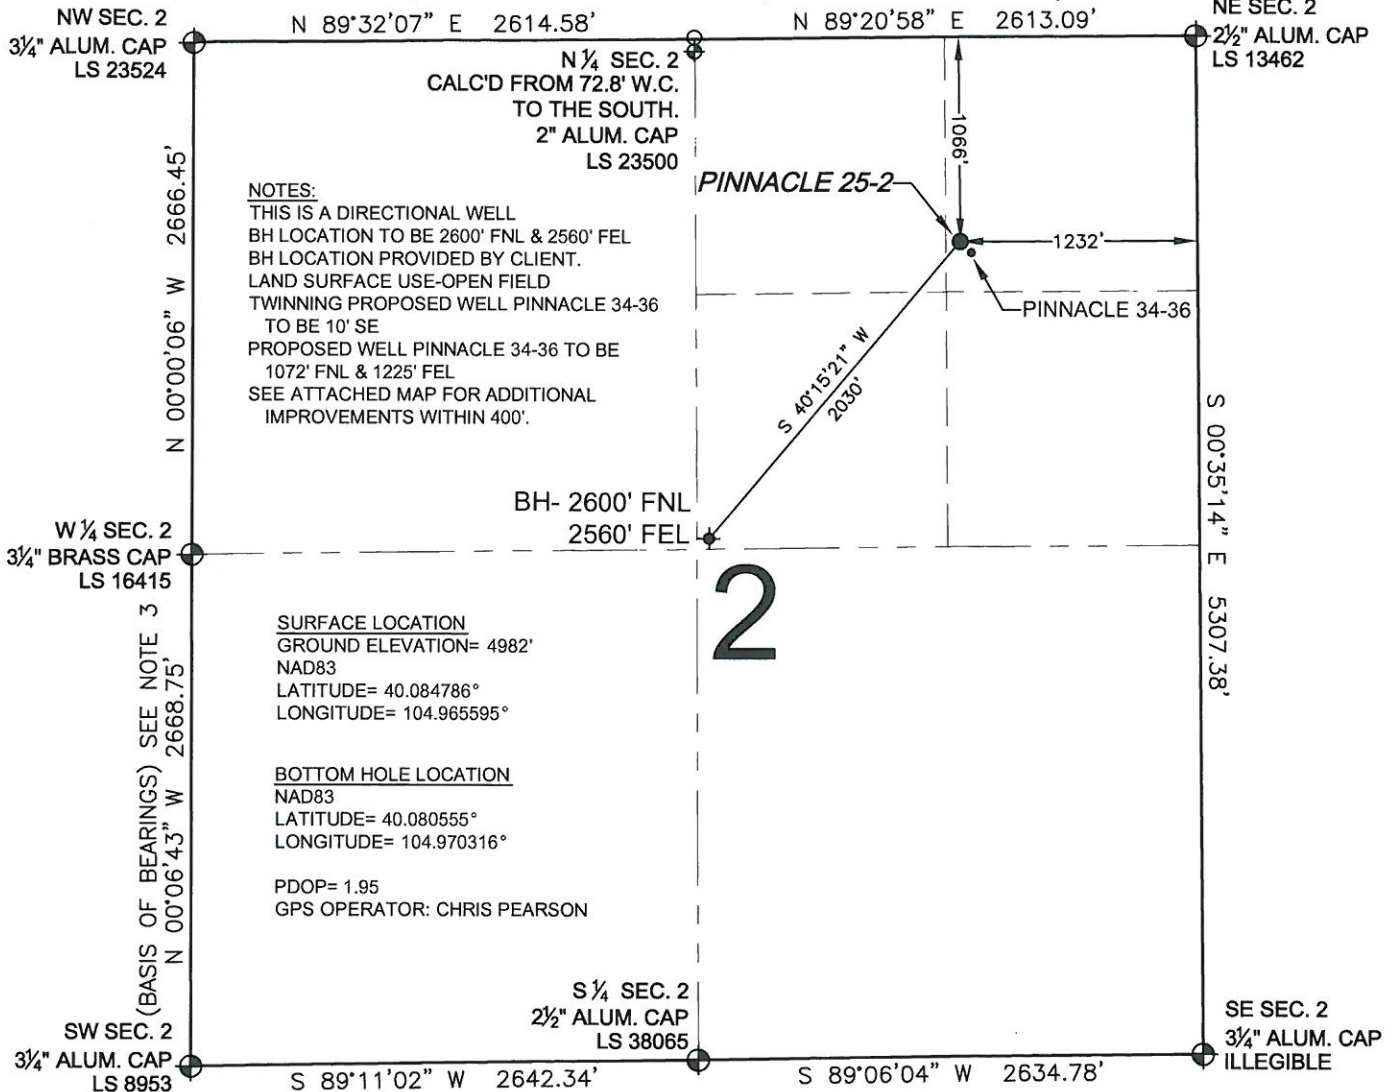 N 89°32'07" E 2614.58'
N 89°20'58" E 2613.09'
NW SEC. 2
3¼" ALUM. CAP
LS 23524
NE SEC. 2
2½" ALUM. CAP
LS 13462
N ¼ SEC. 2
CALC'D FROM 72.8' W.C.
TO THE SOUTH.
2" ALUM. CAP
LS 23500
1066'
PINNACLE 25-2
1232'
PINNACLE 34-36
N 00°00'06" W 2666.45'
NOTES:
THIS IS A DIRECTIONAL WELL
BH LOCATION TO BE 2600' FNL & 2560' FEL
BH LOCATION PROVIDED BY CLIENT.
LAND SURFACE USE-OPEN FIELD
TWINNING PROPOSED WELL PINNACLE 34-36
TO BE 10' SE
PROPOSED WELL PINNACLE 34-36 TO BE
1072' FNL & 1225' FEL
SEE ATTACHED MAP FOR ADDITIONAL
IMPROVEMENTS WITHIN 400'.
S 40°15'21" W
2030'
S 00°35'14" E 5307.38'
BH- 2600' FNL
2560' FEL
W ¼ SEC. 2
3¼" BRASS CAP
LS 16415
2
(BASIS OF BEARINGS) SEE NOTE 3
N 00°06'43" W 2668.75'
SURFACE LOCATION
GROUND ELEVATION= 4982'
NAD83
LATITUDE= 40.084786°
LONGITUDE= 104.965595°
BOTTOM HOLE LOCATION
NAD83
LATITUDE= 40.080555°
LONGITUDE= 104.970316°
PDOP= 1.95
GPS OPERATOR: CHRIS PEARSON
S ¼ SEC. 2
2½" ALUM. CAP
LS 38065
SW SEC. 2
3¼" ALUM. CAP
LS 8953
SE SEC. 2
3¼" ALUM. CAP
ILLEGIBLE
S 89°11'02" W 2642.34'
S 89°06'04" W 2634.78'